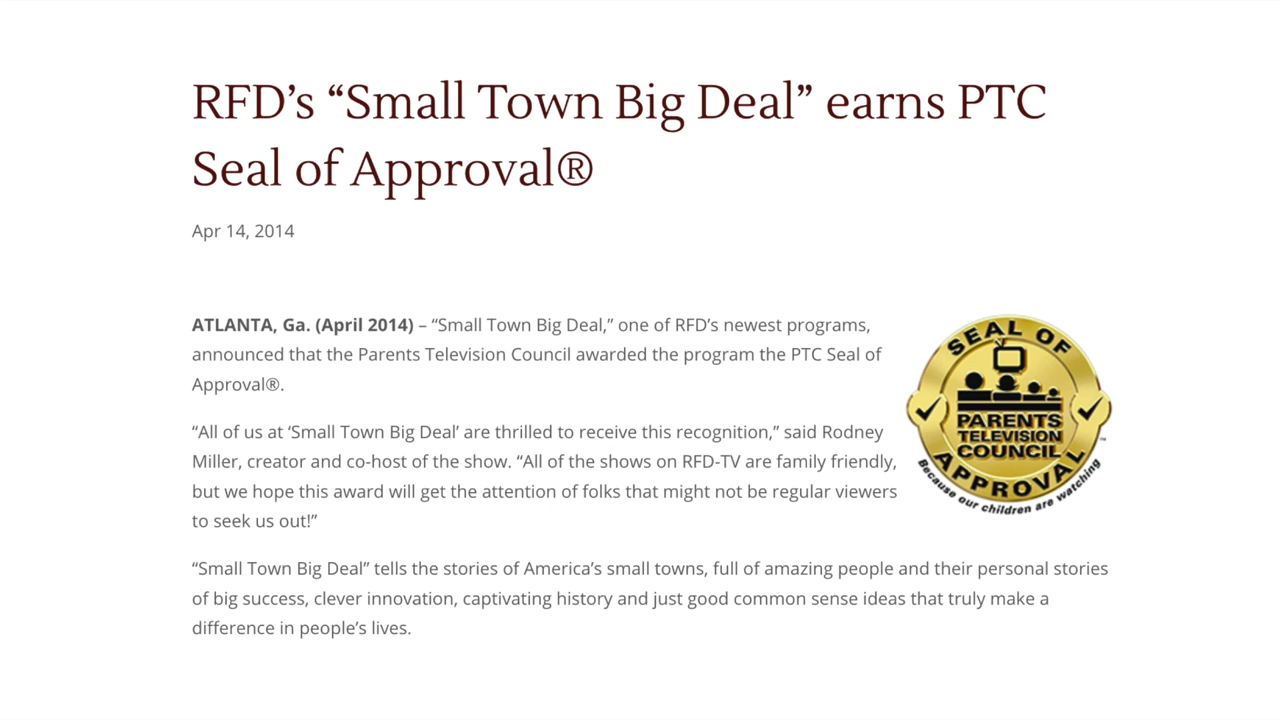 RFD’s “Small Town Big Deal” earns PTC
Seal of Approval®
Apr 14, 2014
ATLANTA, Ga. (April 2014) – “Small Town Big Deal,” one of RFD’s newest programs,
announced that the Parents Television Council awarded the program the PTC Seal of
Approval®.
“All of us at ‘Small Town Big Deal’ are thrilled to receive this recognition,” said Rodney
Miller, creator and co-host of the show. “All of the shows on RFD-TV are family friendly,
but we hope this award will get the attention of folks that might not be regular viewers
to seek us out!”
“Small Town Big Deal” tells the stories of America’s small towns, full of amazing people and their personal stories
of big success, clever innovation, captivating history and just good common sense ideas that truly make a
difference in people’s lives.
SEAL OF
PARENTS
TELEVISION
COUNCIL
APPROVAL
™
Because our children are watching